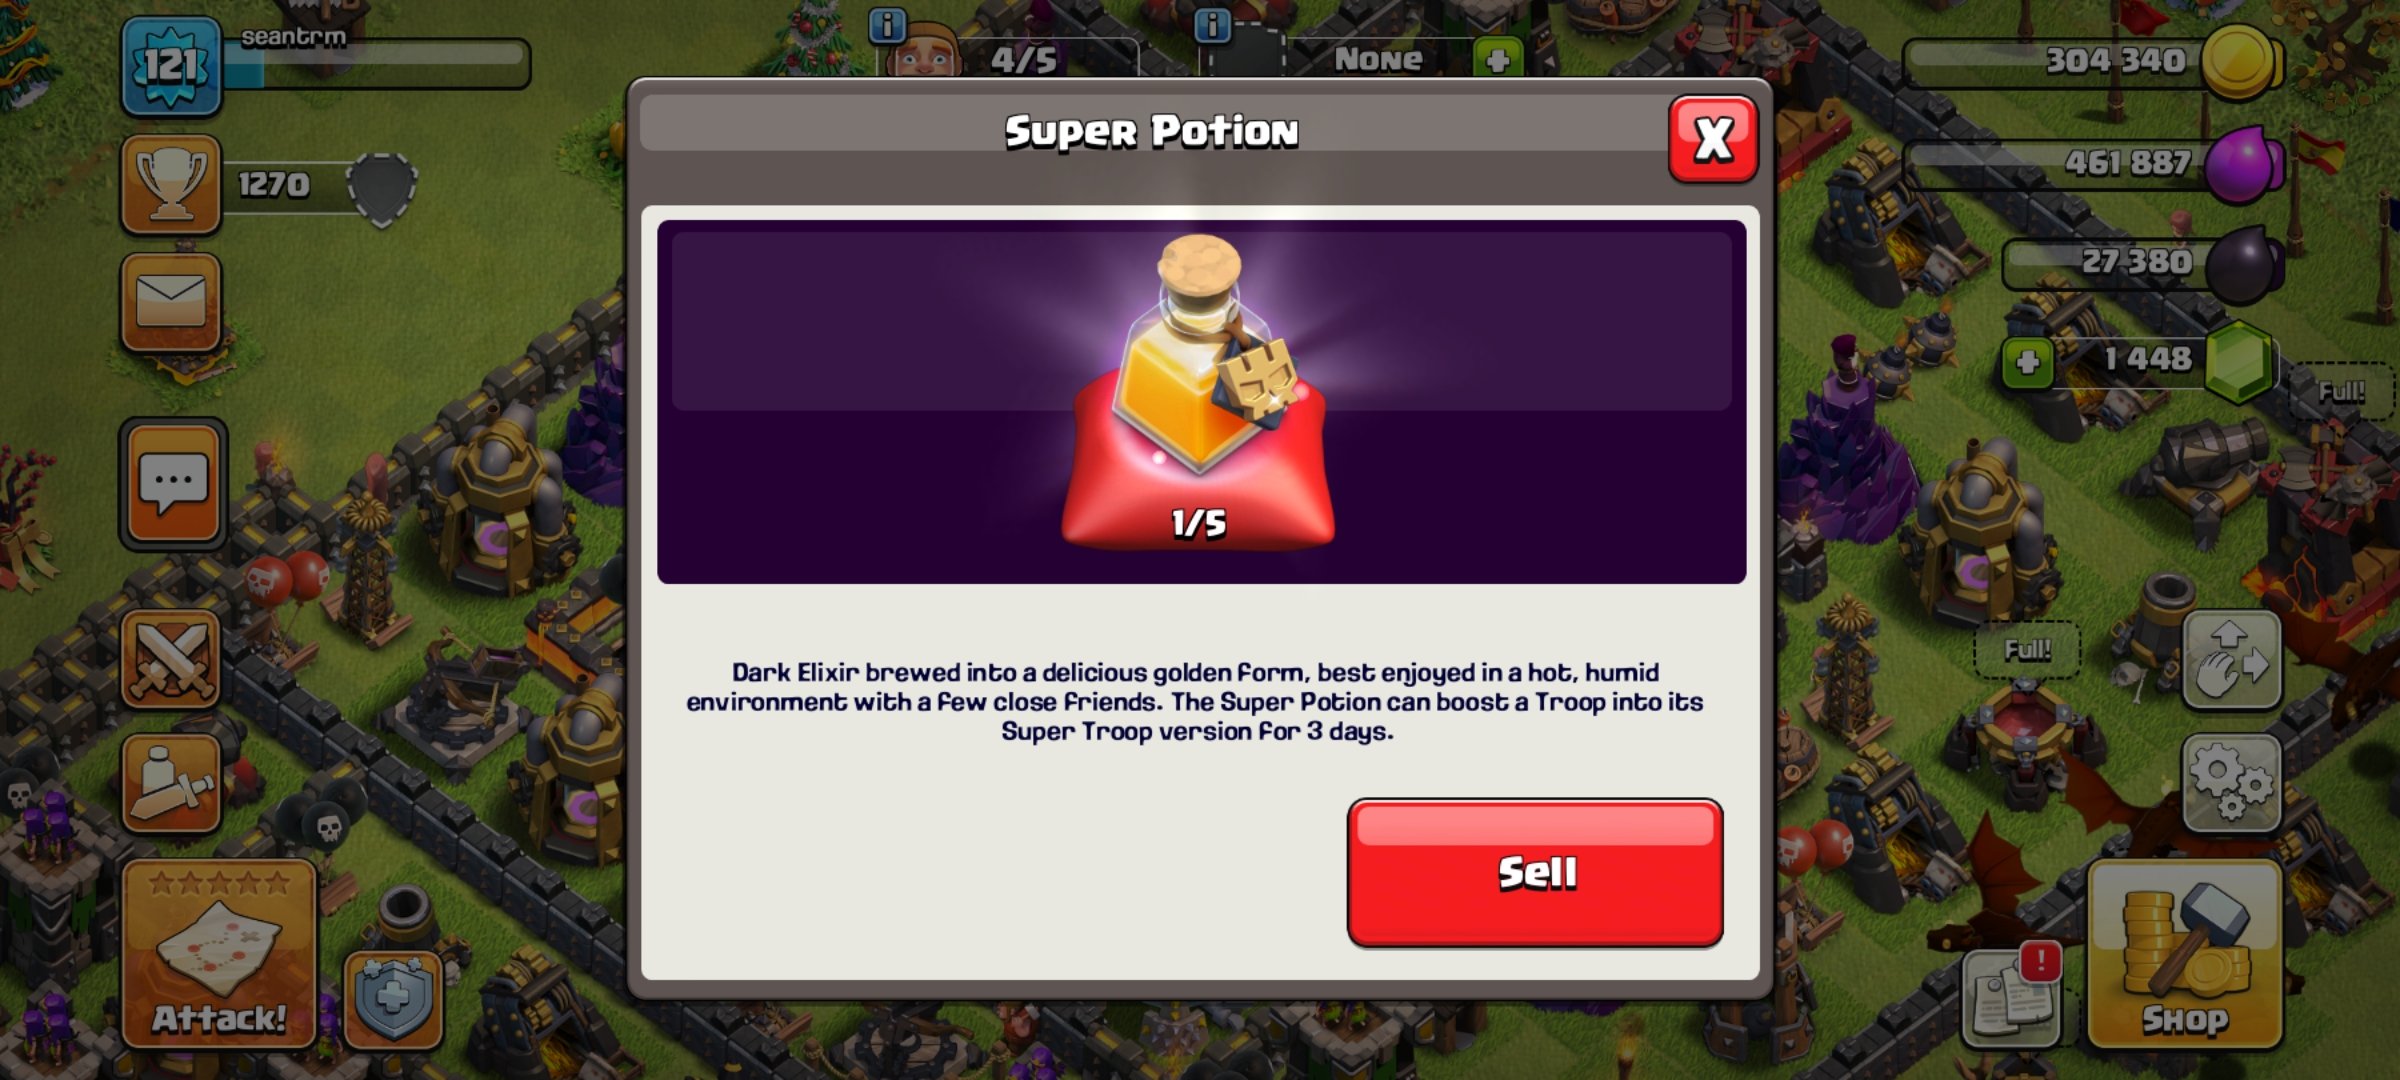 121
seantrm
4/5
None
304 340
1270
461 887
27 380
1 448
Full!
Super Potion
X
1/5
Dark Elixir brewed into a delicious golden form, best enjoyed in a hot, humid
environment with a few close friends. The Super Potion can boost a Troop into its
Super Troop version for 3 days.
Full!
Sell
Attack!
!
Shop